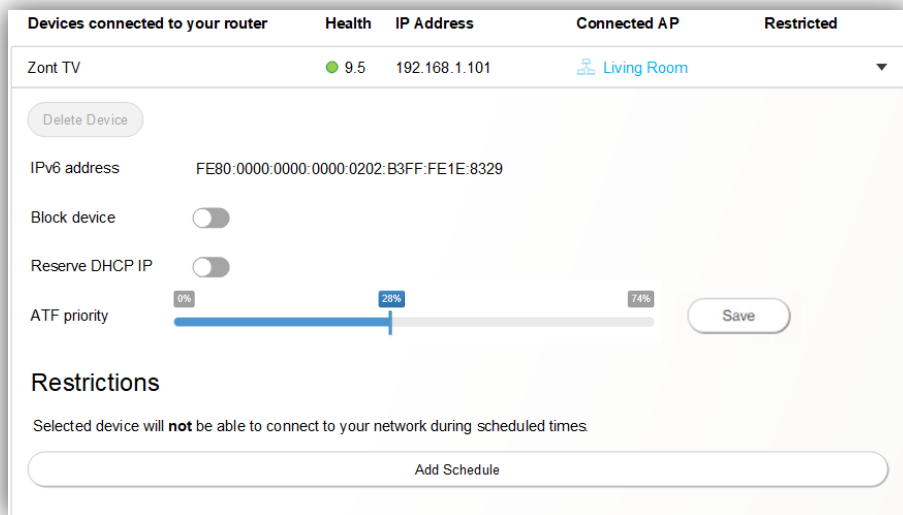 Devices connected to your router Health IP Address Connected AP Restricted
Zont TV 9.5 192.168.1.101 Living Room
Delete Device
IPv6 address FE80:0000:0000:0000:0202:B3FF:FE1E:8329
Block device
Reserve DHCP IP
0% 28% 74%
ATF priority Save
Restrictions
Selected device will not be able to connect to your network during scheduled times.
Add Schedule